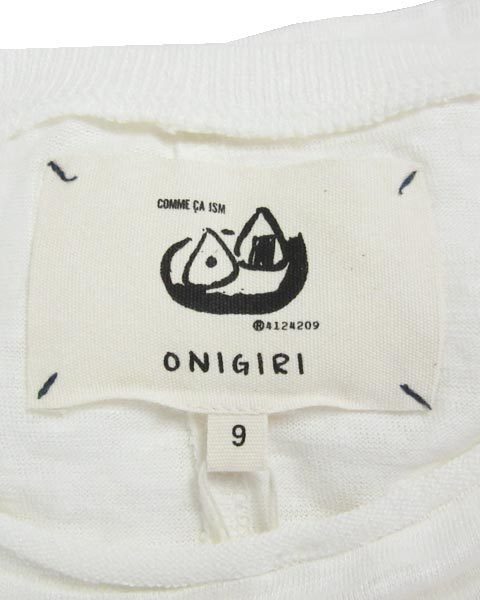 COMME ÇA ISM
®4124209
ONIGIRI
9